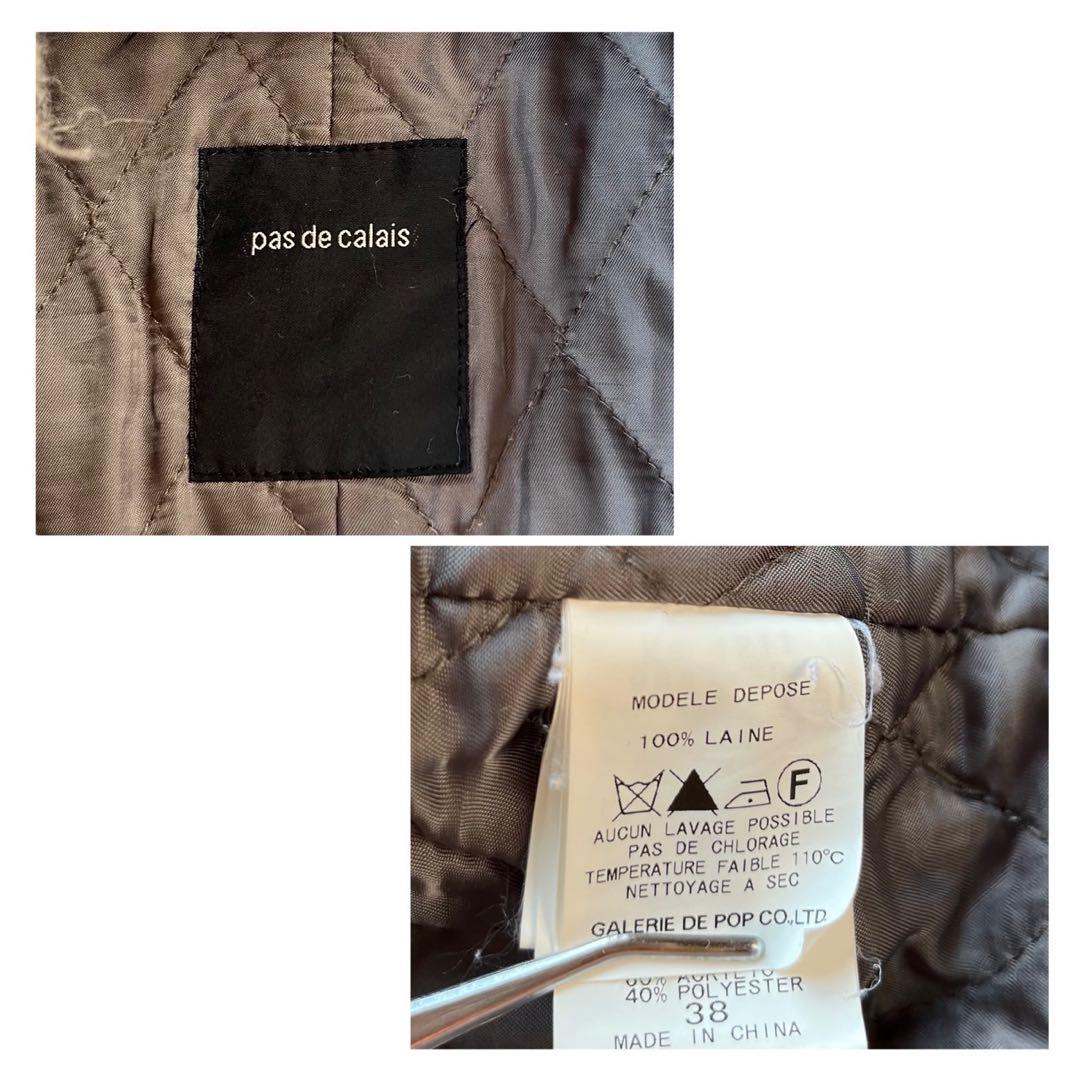 pas de calais
MODELE DEPOSE
100% LAINE
F
AUCUN LAVAGE POSSIBLE
PAS DE CHLORAGE
TEMPERATURE FAIBLE 110°C
NETTOYAGE A SEC
GALERIE DE POP CO.,LTD.
40% POLYESTER
38
MADE IN CHINA